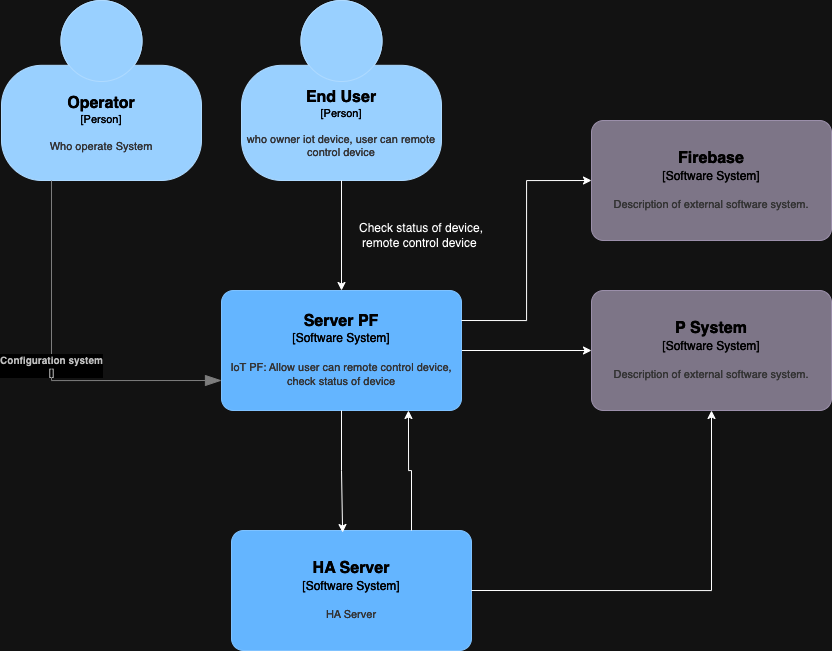 Operator
[Person]
Who operate System
End User
[Person]
who owner iot device, user can remote
control device
Firebase
[Software System]
Description of external software system.
Check status of device,
remote control device
Server PF
[Software System]
IoT PF: Allow user can remote control device,
check status of device
P System
[Software System]
Description of external software system.
Configuration system
[]
HA Server
[Software System]
HA Server